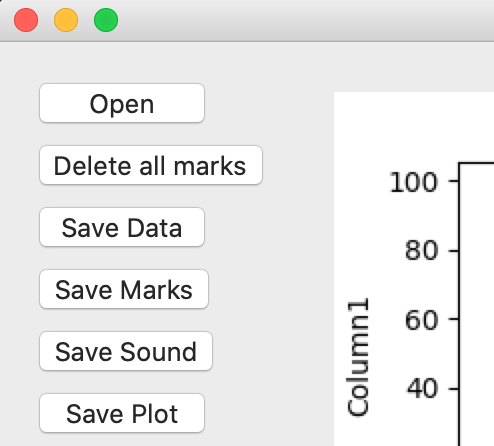 Open
Delete all marks
Save Data
Save Marks
Save Sound
Save Plot
100
80
60
40
Column1